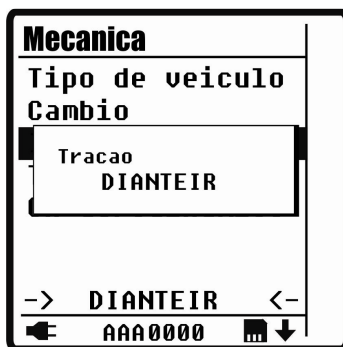 Mecanica
Tipo de veiculo
Cambio
Tracao
DIANTEIR
-> DIANTEIR <-
AAA0000